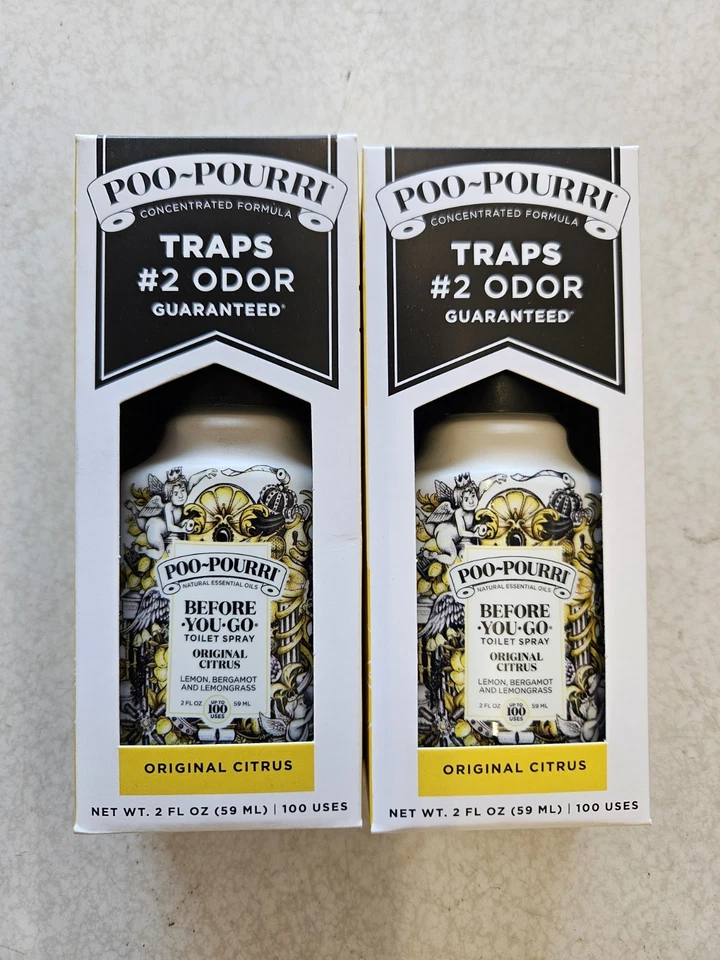 POO~POURRI®
CONCENTRATED FORMULA
TRAPS
#2 ODOR
GUARANTEED®
POO~POURRI
NATURAL ESSENTIAL OILS
BEFORE
·YOU·GO®
TOILET SPRAY
ORIGINAL
CITRUS
LEMON, BERGAMOT
AND LEMONGRASS
2 FL OZ UP TO 100 USES 59 ML
ORIGINAL CITRUS
NET WT. 2 FL OZ (59 ML) | 100 USES
POO~POURRI®
CONCENTRATED FORMULA
TRAPS
#2 ODOR
GUARANTEED®
POO~POURRI
NATURAL ESSENTIAL OILS
BEFORE
·YOU·GO®
TOILET SPRAY
ORIGINAL
CITRUS
LEMON, BERGAMOT
AND LEMONGRASS
2 FL OZ UP TO 100 USES 59 ML
ORIGINAL CITRUS
NET WT. 2 FL OZ (59 ML) | 100 USES